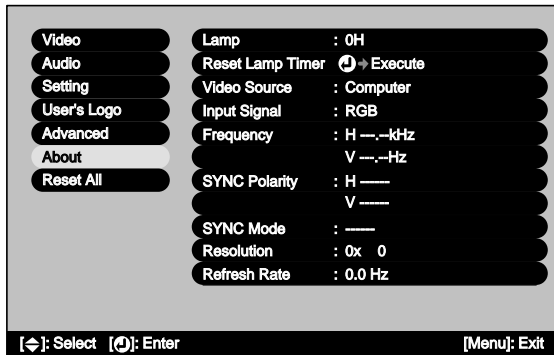 Video
Audio
Setting
User's Logo
Advanced
About
Reset All
Lamp : 0H
Reset Lamp Timer Execute
Video Source : Computer
Input Signal : RGB
Frequency : H ---.--kHz
V ---.--Hz
SYNC Polarity : H ------
V ------
SYNC Mode : ------
Resolution : 0x 0
Refresh Rate : 0.0 Hz
[ ]: Select [ ]: Enter [Menu]: Exit